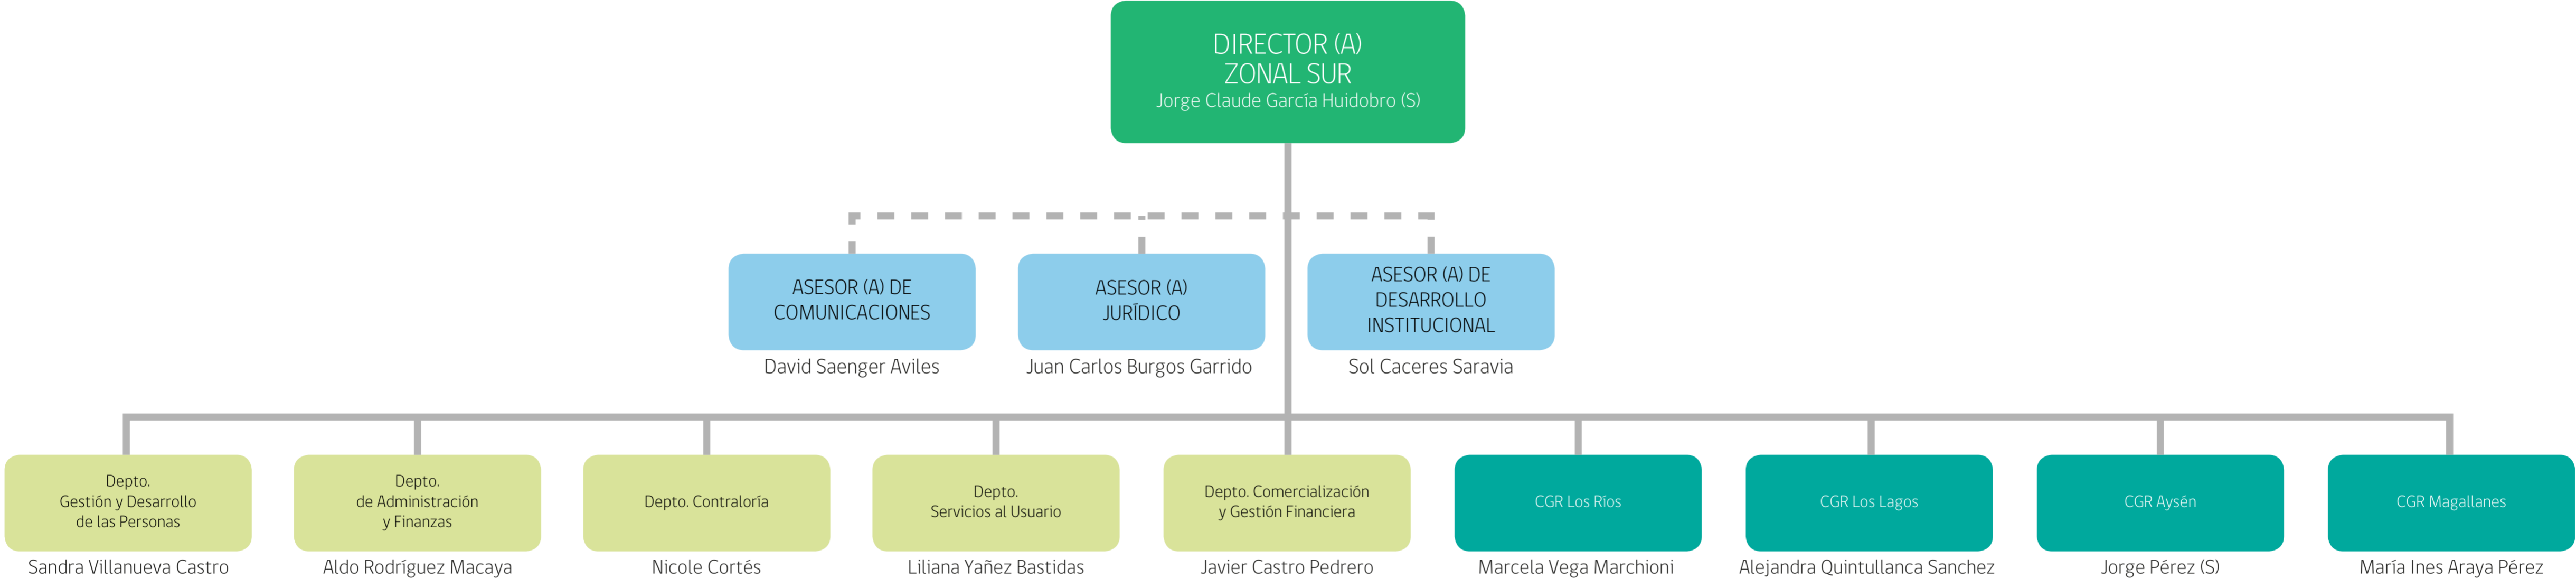 DIRECTOR (A)
ZONAL SUR
Jorge Claude García Huidobro (S)
ASESOR (A) DE
COMUNICACIONES
David Saenger Aviles
ASESOR (A)
JURÍDICO
Juan Carlos Burgos Garrido
ASESOR (A) DE
DESARROLLO
INSTITUCIONAL
Sol Caceres Saravia
Depto.
Gestión y Desarrollo
de las Personas
Sandra Villanueva Castro
Depto.
de Administración
y Finanzas
Aldo Rodríguez Macaya
Depto. Contraloría
Nicole Cortés
Depto.
Servicios al Usuario
Liliana Yañez Bastidas
Depto. Comercialización
y Gestión Financiera
Javier Castro Pedrero
CGR Los Ríos
Marcela Vega Marchioni
CGR Los Lagos
Alejandra Quintullanca Sanchez
CGR Aysén
Jorge Pérez (S)
CGR Magallanes
María Ines Araya Pérez